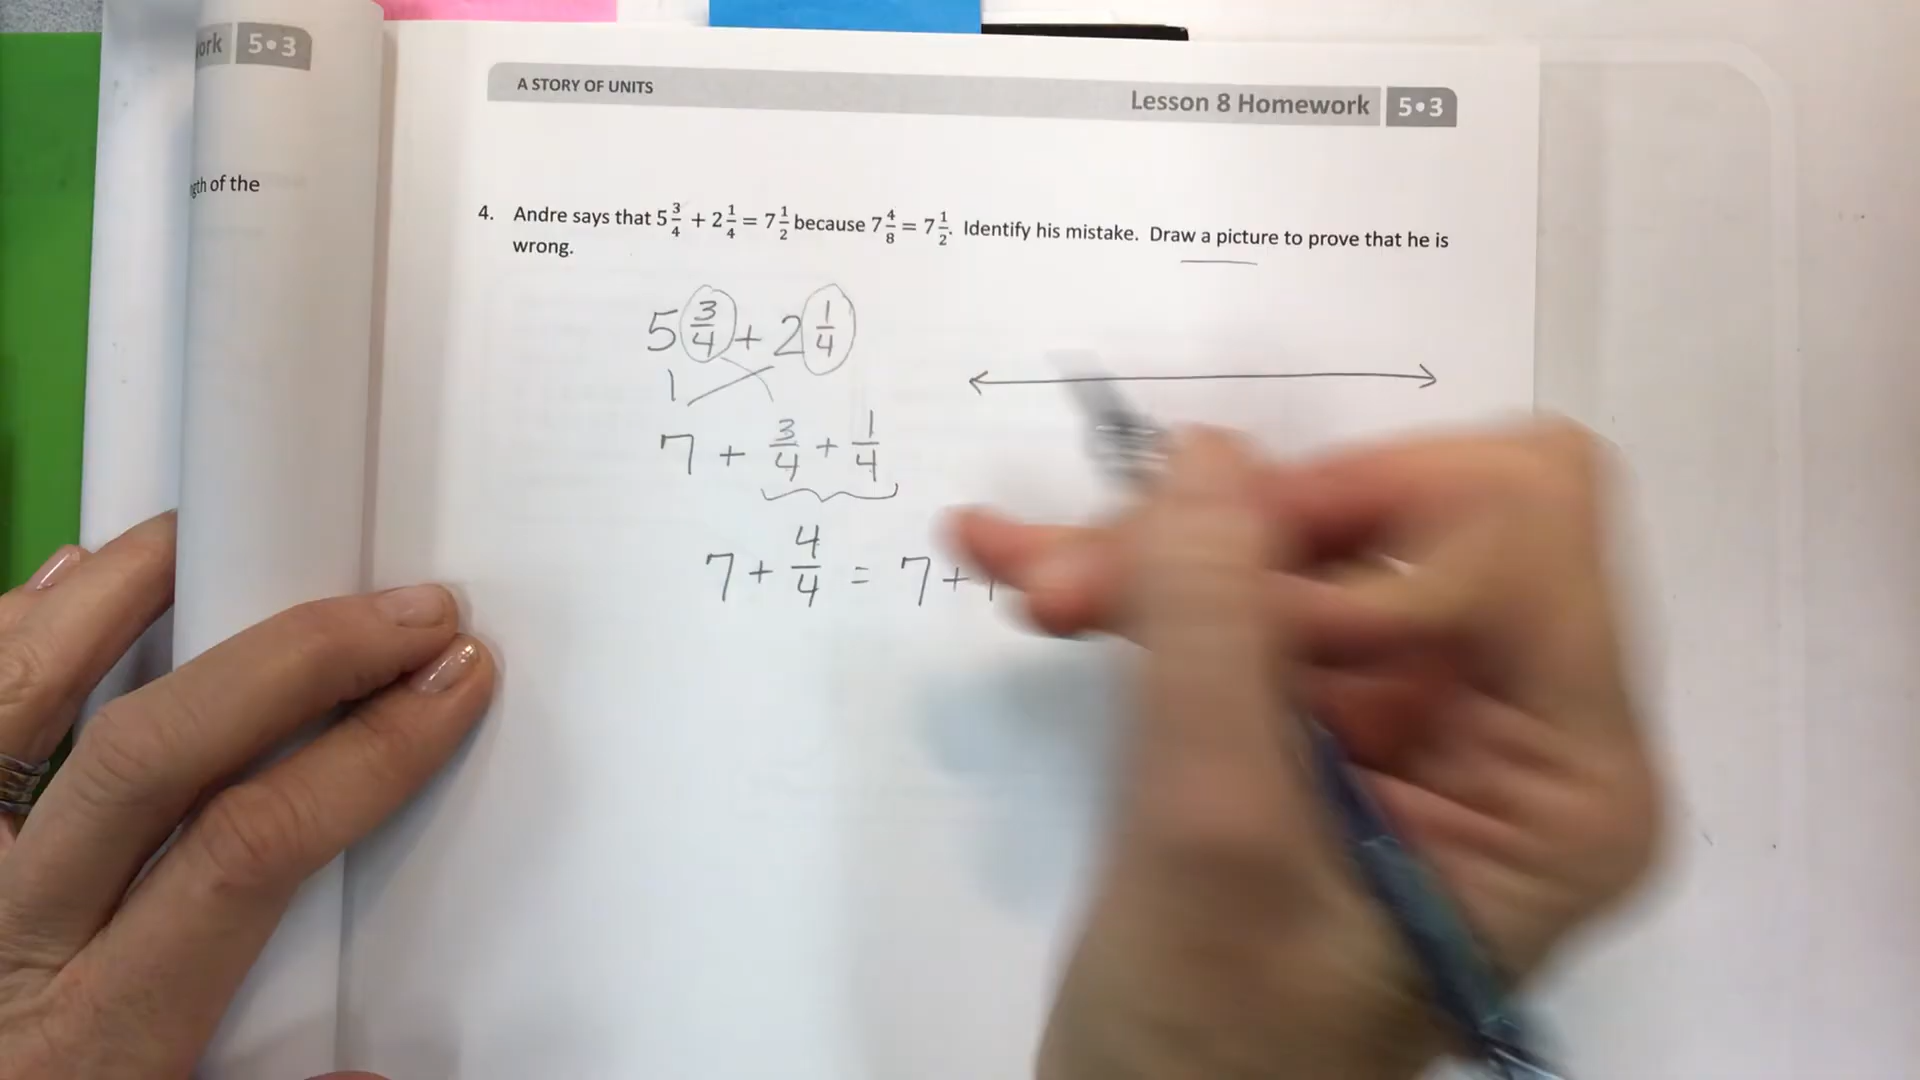 ork 5•3
A STORY OF UNITS
Lesson 8 Homework 5•3
gth of the
4. Andre says that 5 3/4 + 2 1/4 = 7 1/2 because 7 4/8 = 7 1/2. Identify his mistake. Draw a picture to prove that he is
wrong.
5 3/4 + 2 1/4
7 + 3/4 + 1/4
7 + 4/4 = 7 +